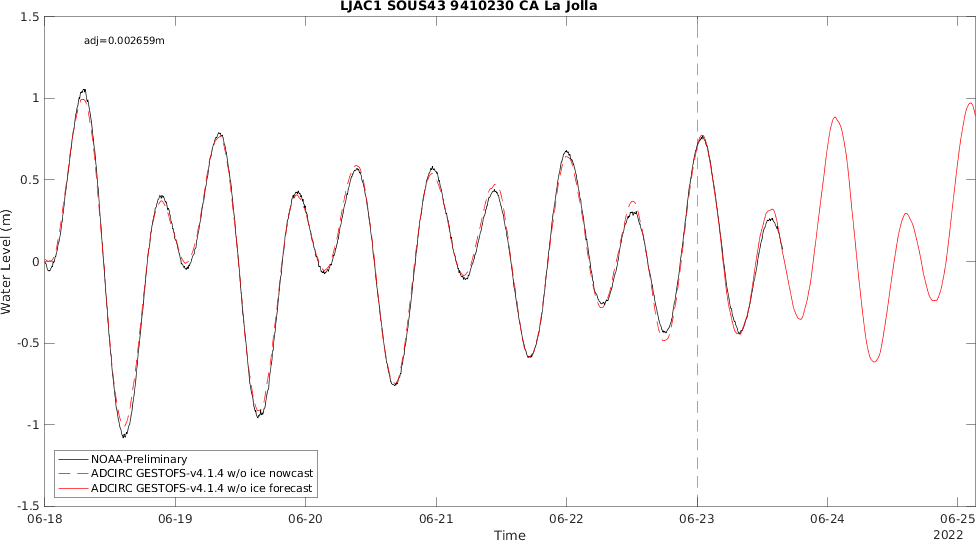 LJAC1 SOUS43 9410230 CA La Jolla
1.5
adj=0.002659m
1
0.5
0
-0.5
-1
-1.5
Water Level (m)
NOAA-Preliminary
ADCIRC GESTOFS-v4.1.4 w/o ice nowcast
ADCIRC GESTOFS-v4.1.4 w/o ice forecast
06-18 06-19 06-20 06-21 06-22 06-23 06-24 06-25
Time
2022